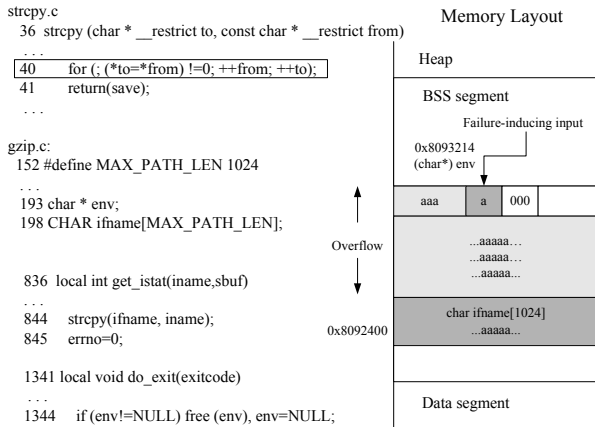 strcpy.c
36 strcpy (char * __restrict to, const char * __restrict from)
. . .
40 for (; (*to=*from) !=0; ++from, ++to);
41 return(save);
. . .
gzip.c:
152 #define MAX_PATH_LEN 1024
. . .
193 char * env;
198 CHAR ifname[MAX_PATH_LEN];
836 local int get_istat(iname,sbuf)
. . .
844 strcpy(ifname, iname);
845 errno=0;
1341 local void do_exit(exitcode)
. . .
1344 if (env!=NULL) free (env), env=NULL;
Memory Layout
Heap
BSS segment
Failure-inducing input
0x8093214
(char*) env
aaa a 000
Overflow
...aaaaa...
...aaaaa...
...aaaaa...
char ifname[1024]
0x8092400 ...aaaaa...
Data segment